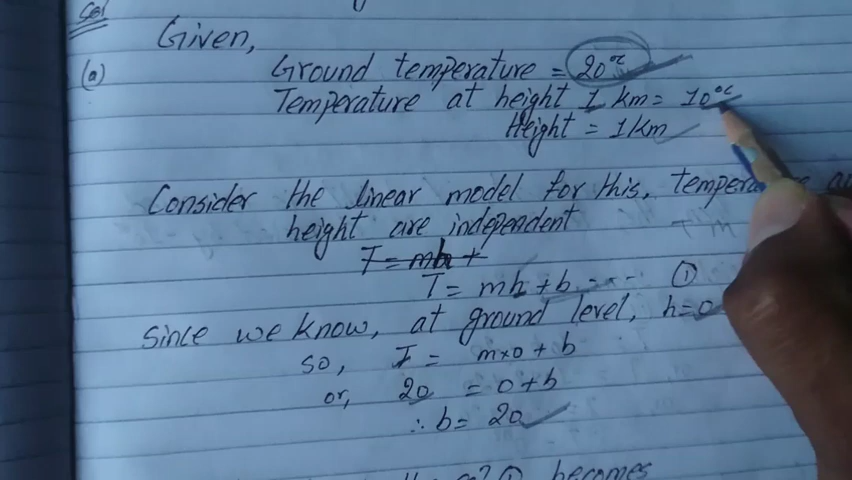 Sol
Given,
(a)
Ground temperature = 20°C
Temperature at height 1 km = 10°C
Height = 1 km
Consider the linear model for this, temperature
height are independent
T = mh +
T = mh + b ---- ①
Since we know, at ground level, h = 0
so, T = m×0 + b
or, 20 = 0 + b
∴ b = 20
① becomes